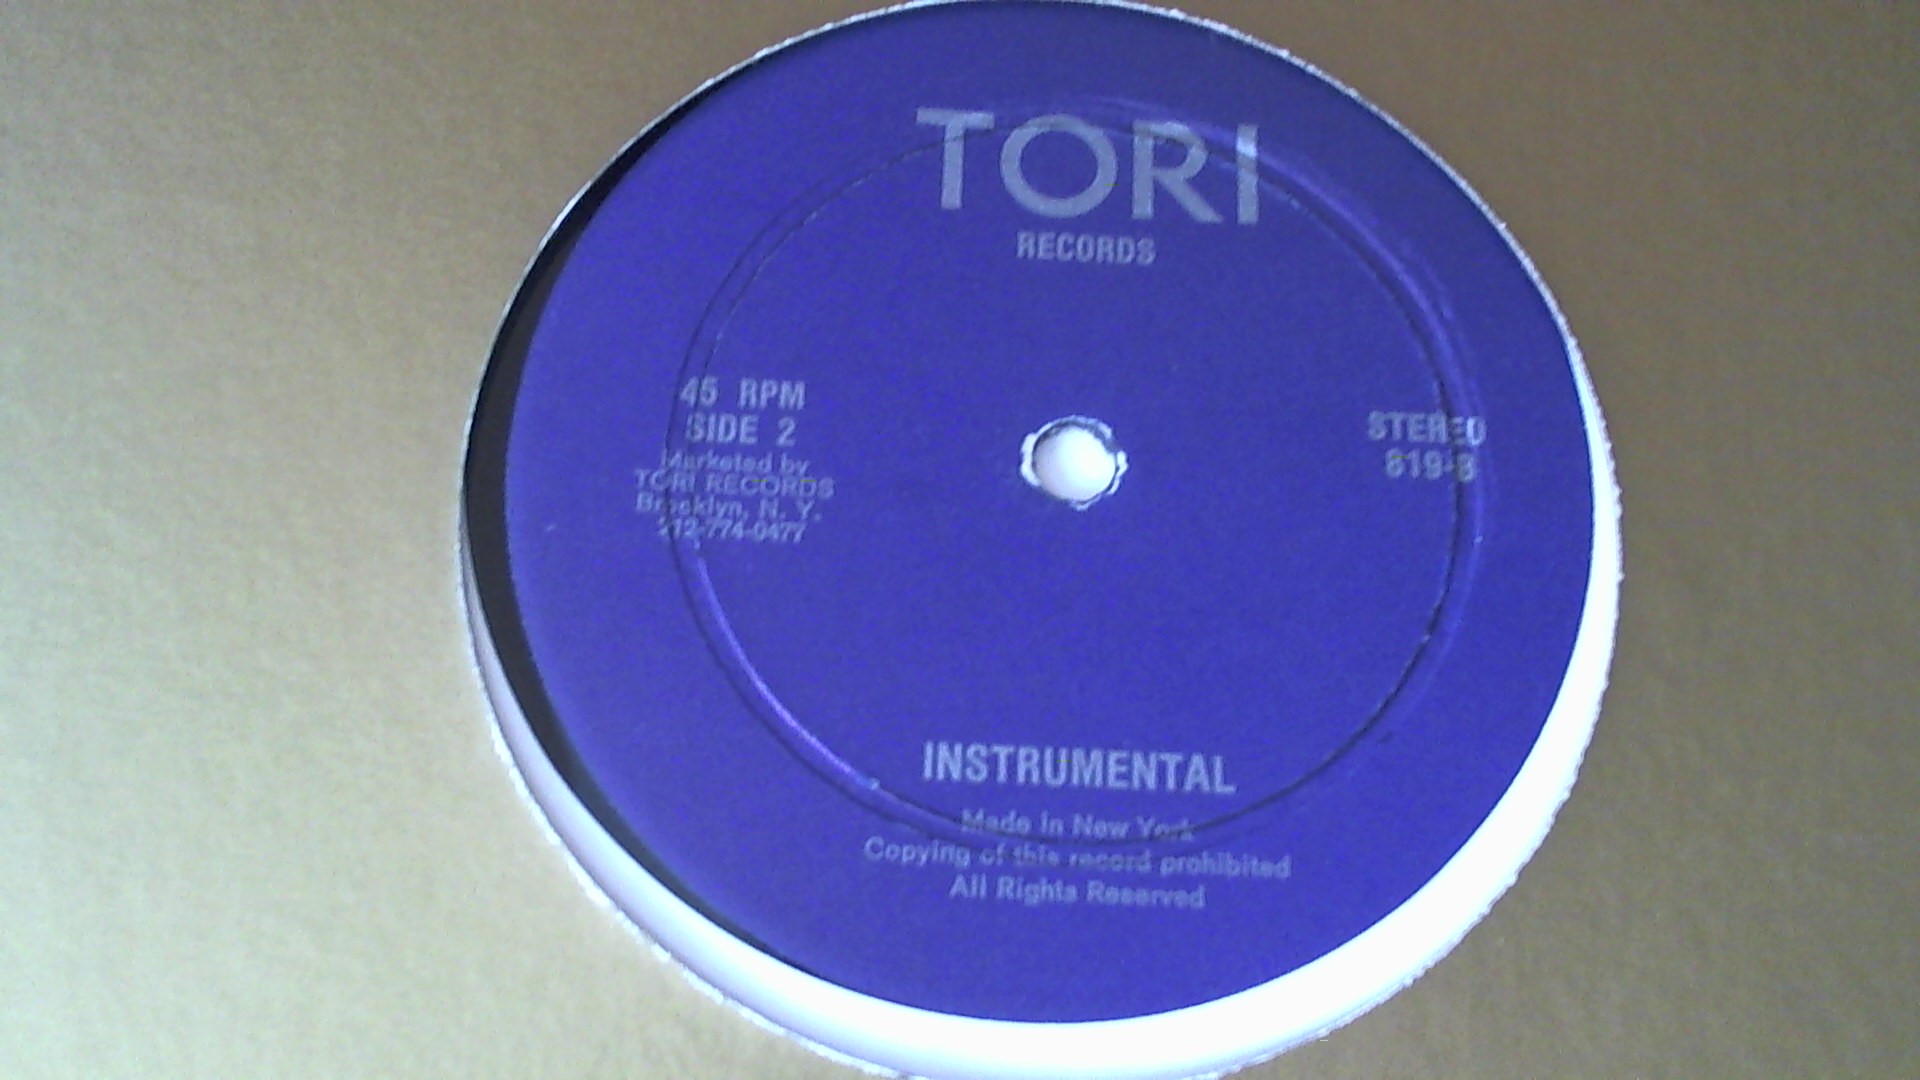 TORI
RECORDS
45 RPM
SIDE 2
Marketed by
TORI RECORDS
Brooklyn, N. Y.
212-774-0477
STEREO
819-B
INSTRUMENTAL
Made in New York
Copying of this record prohibited
All Rights Reserved